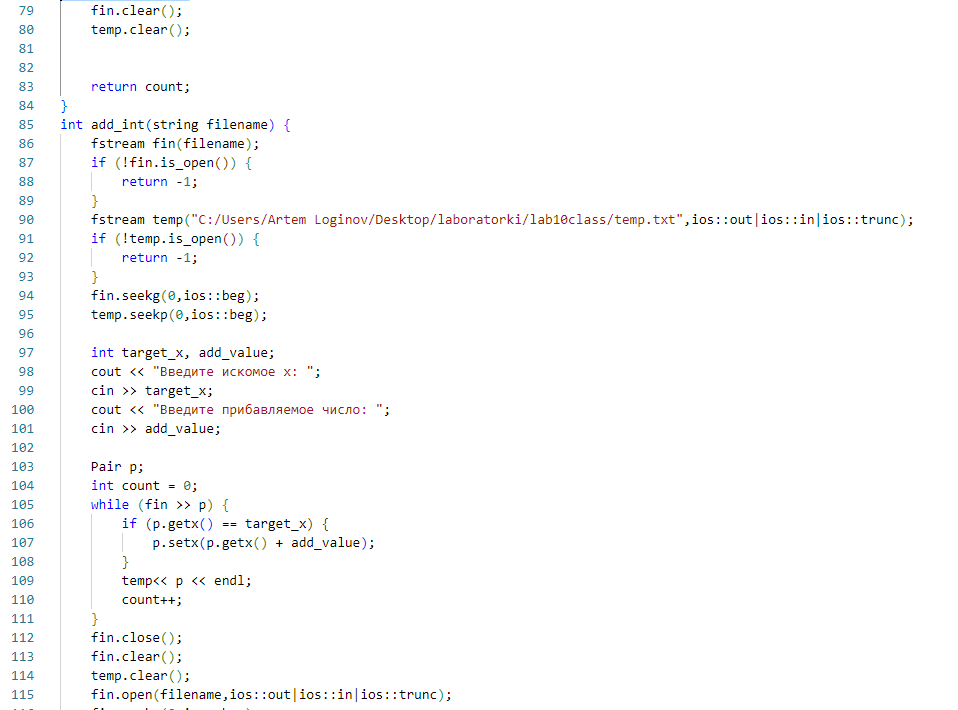 79 fin.clear();
80 temp.clear();
81
82
83 return count;
84 }
85 int add_int(string filename) {
86 fstream fin(filename);
87 if (!fin.is_open()) {
88 return -1;
89 }
90 fstream temp("C:/Users/Artem Loginov/Desktop/laboratorki/lab10class/temp.txt",ios::out|ios::in|ios::trunc);
91 if (!temp.is_open()) {
92 return -1;
93 }
94 fin.seekg(0,ios::beg);
95 temp.seekp(0,ios::beg);
96
97 int target_x, add_value;
98 cout << "Введите искомое x: ";
99 cin >> target_x;
100 cout << "Введите прибавляемое число: ";
101 cin >> add_value;
102
103 Pair p;
104 int count = 0;
105 while (fin >> p) {
106 if (p.getx() == target_x) {
107 p.setx(p.getx() + add_value);
108 }
109 temp<< p << endl;
110 count++;
111 }
112 fin.close();
113 fin.clear();
114 temp.clear();
115 fin.open(filename,ios::out|ios::in|ios::trunc);